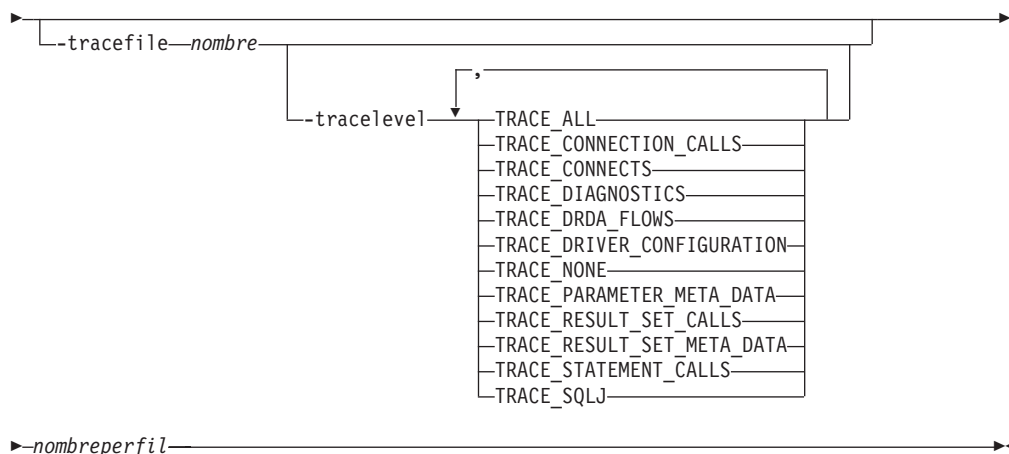 -tracefile nombre
,
-tracelevel TRACE_ALL
TRACE_CONNECTION_CALLS
TRACE_CONNECTS
TRACE_DIAGNOSTICS
TRACE_DRDA_FLOWS
TRACE_DRIVER_CONFIGURATION
TRACE_NONE
TRACE_PARAMETER_META_DATA
TRACE_RESULT_SET_CALLS
TRACE_RESULT_SET_META_DATA
TRACE_STATEMENT_CALLS
TRACE_SQLJ
nombreperfil